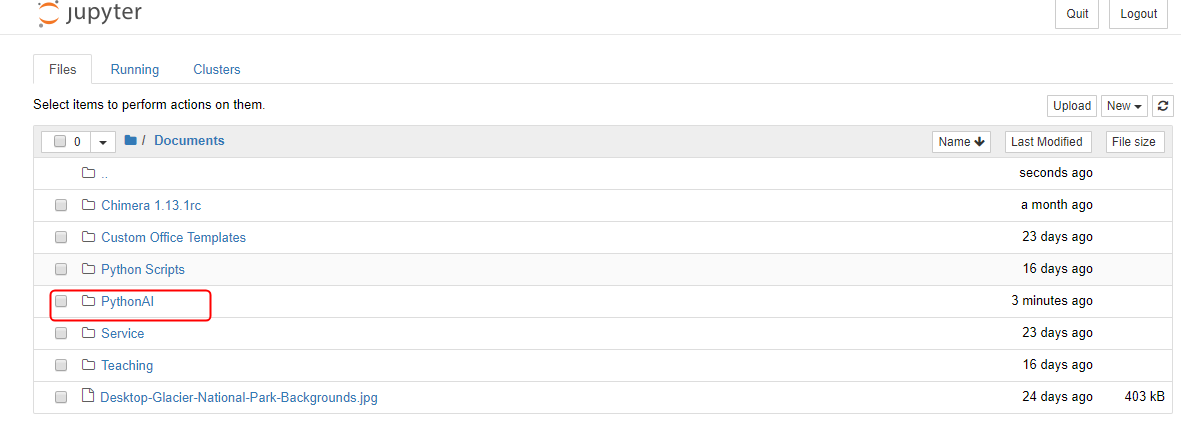 jupyter
Quit Logout
Files Running Clusters
Select items to perform actions on them.
Upload New
0 / Documents Name Last Modified File size
.. seconds ago
Chimera 1.13.1rc a month ago
Custom Office Templates 23 days ago
Python Scripts 16 days ago
PythonAI 3 minutes ago
Service 23 days ago
Teaching 16 days ago
Desktop-Glacier-National-Park-Backgrounds.jpg 24 days ago 403 kB